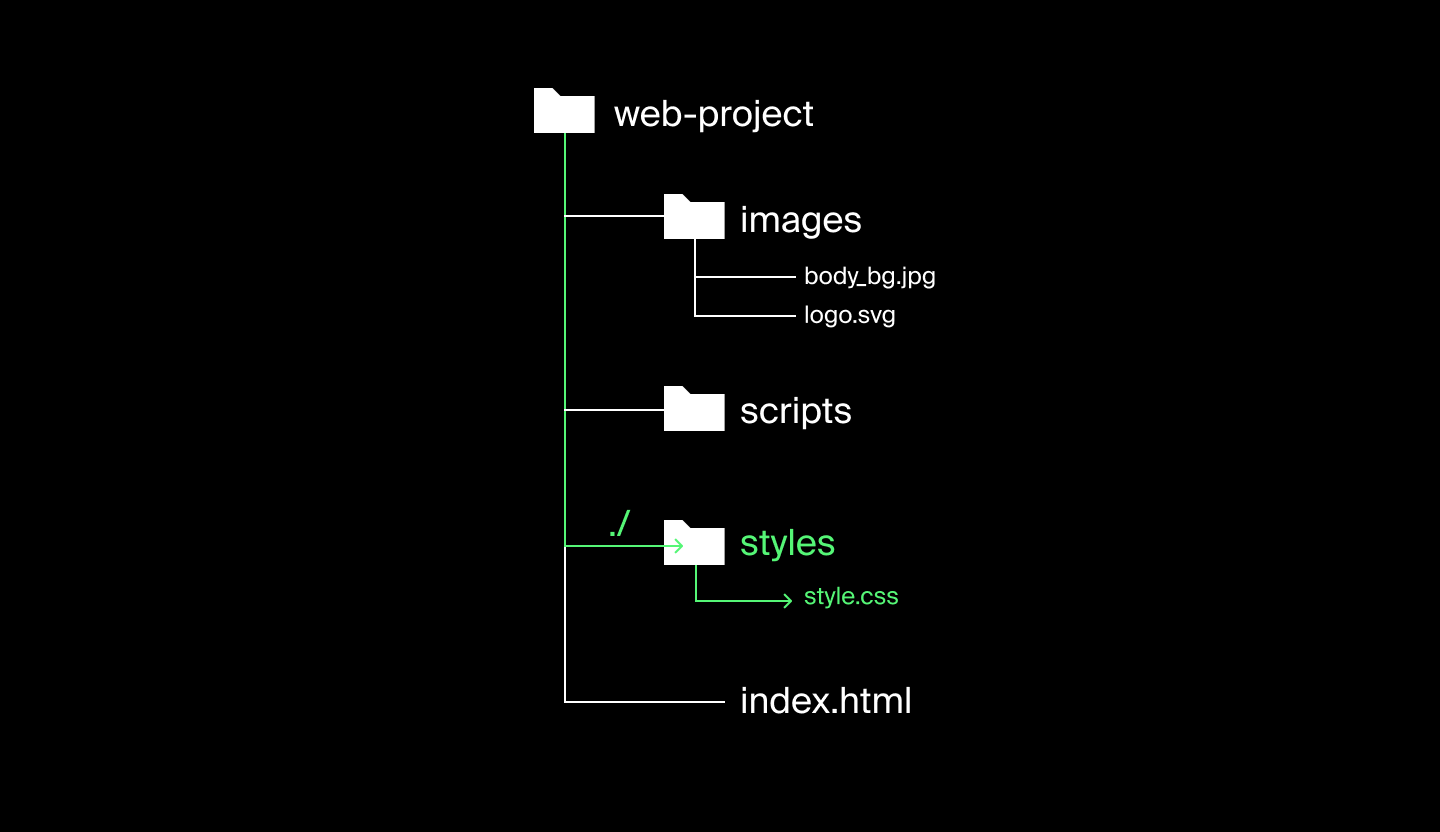 web-project
images
body_bg.jpg
logo.svg
scripts
./
styles
style.css
index.html